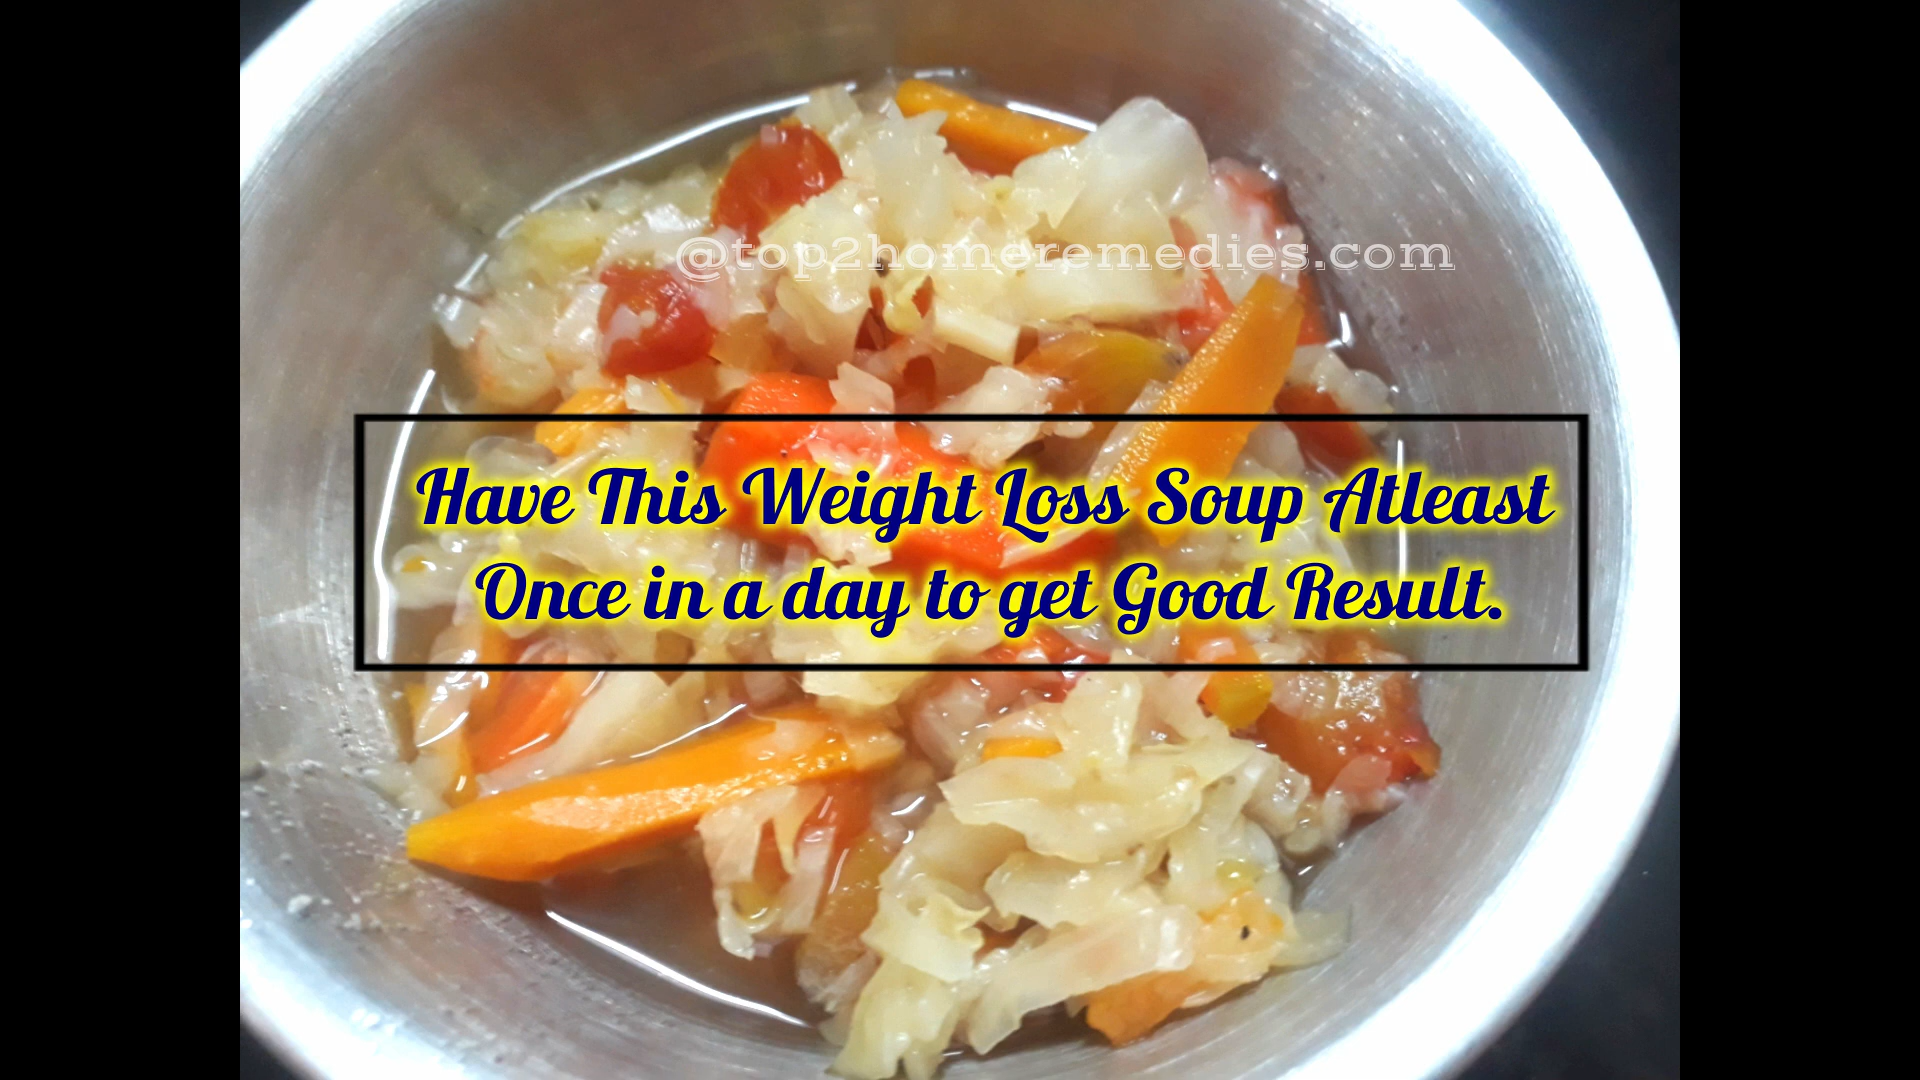 @top2homeremedies.com
Have This Weight Loss Soup Atleast
Once in a day to get Good Result.